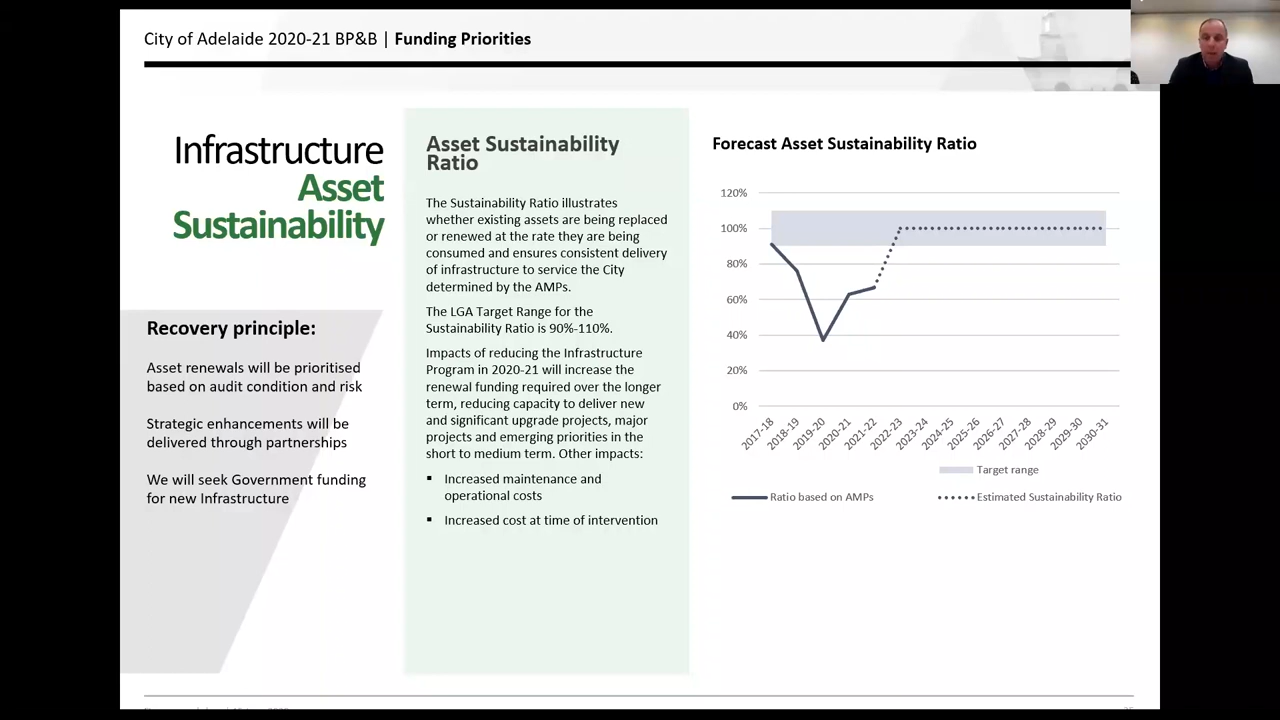 City of Adelaide 2020-21 BP&B | Funding Priorities
Infrastructure
Asset
Sustainability
Recovery principle:
Asset renewals will be prioritised
based on audit condition and risk
Strategic enhancements will be
delivered through partnerships
We will seek Government funding
for new Infrastructure
Asset Sustainability
Ratio
The Sustainability Ratio illustrates
whether existing assets are being replaced
or renewed at the rate they are being
consumed and ensures consistent delivery
of infrastructure to service the City
determined by the AMPs.
The LGA Target Range for the
Sustainability Ratio is 90%-110%.
Impacts of reducing the Infrastructure
Program in 2020-21 will increase the
renewal funding required over the longer
term, reducing capacity to deliver new
and significant upgrade projects, major
projects and emerging priorities in the
short to medium term. Other impacts:
▪ Increased maintenance and
operational costs
▪ Increased cost at time of intervention
Forecast Asset Sustainability Ratio
120%
100%
80%
60%
40%
20%
0%
2017-18
2018-19
2019-20
2020-21
2021-22
2022-23
2023-24
2024-25
2025-26
2026-27
2027-28
2028-29
2029-30
2030-31
Target range
Ratio based on AMPs
Estimated Sustainability Ratio